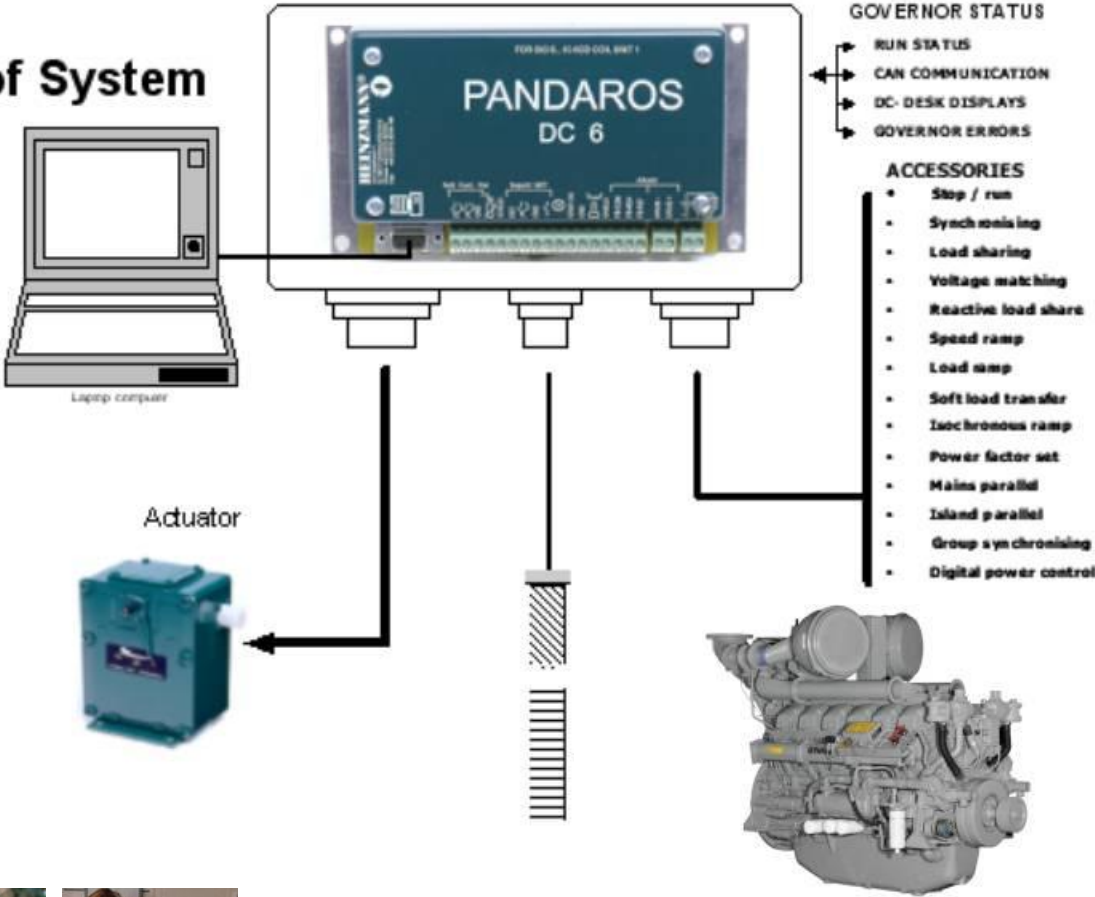 of System
GOVERNOR STATUS
RUN STATUS
CAN COMMUNICATION
DC- DESK DISPLAYS
GOVERNOR ERRORS
PANDAROS
DC 6
HEINZMANN®
ACCESSORIES
• Stop / run
• Synchronising
• Load sharing
• Voltage matching
• Reactive load share
• Speed ramp
• Load ramp
• Soft load transfer
• Isochronous ramp
• Power factor set
• Mains parallel
• Island parallel
• Group synchronising
• Digital power control
Laptop computer
Actuator